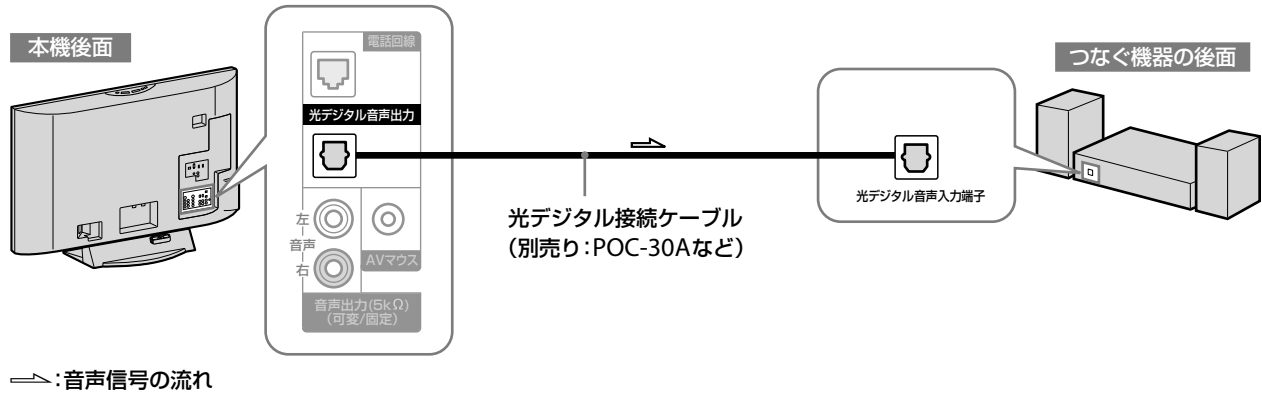 本機後面
電話回線
光デジタル音声出力
左
音声
右
AVマウス
音声出力(5kΩ)
(可変/固定)
光デジタル接続ケーブル
(別売り:POC-30Aなど)
つなぐ機器の後面
光デジタル音声入力端子
:音声信号の流れ